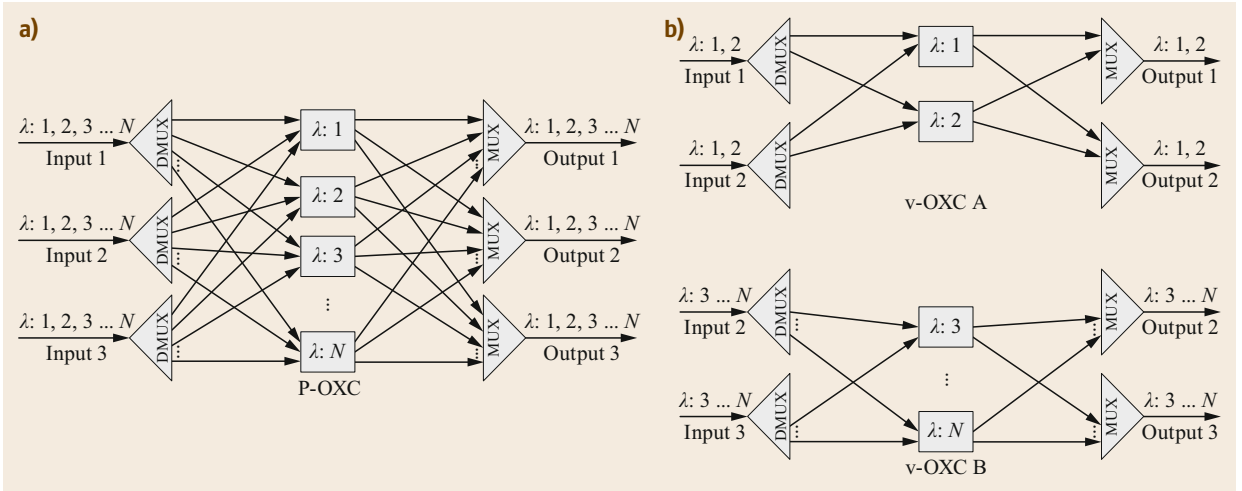 a)
λ: 1, 2, 3 ... N
Input 1
DMUX
λ: 1
MUX
λ: 1, 2, 3 ... N
Output 1
λ: 2
λ: 1, 2, 3 ... N
Input 2
DMUX
λ: 3
MUX
λ: 1, 2, 3 ... N
Output 2
λ: 1, 2, 3 ... N
Input 3
DMUX
λ: N
MUX
λ: 1, 2, 3 ... N
Output 3
P-OXC
b)
λ: 1, 2
Input 1
DMUX
λ: 1
MUX
λ: 1, 2
Output 1
λ: 2
λ: 1, 2
Input 2
DMUX
MUX
λ: 1, 2
Output 2
v-OXC A
λ: 3 ... N
Input 2
DMUX
λ: 3
MUX
λ: 3 ... N
Output 2
λ: 3 ... N
Input 3
DMUX
λ: N
MUX
λ: 3 ... N
Output 3
v-OXC B